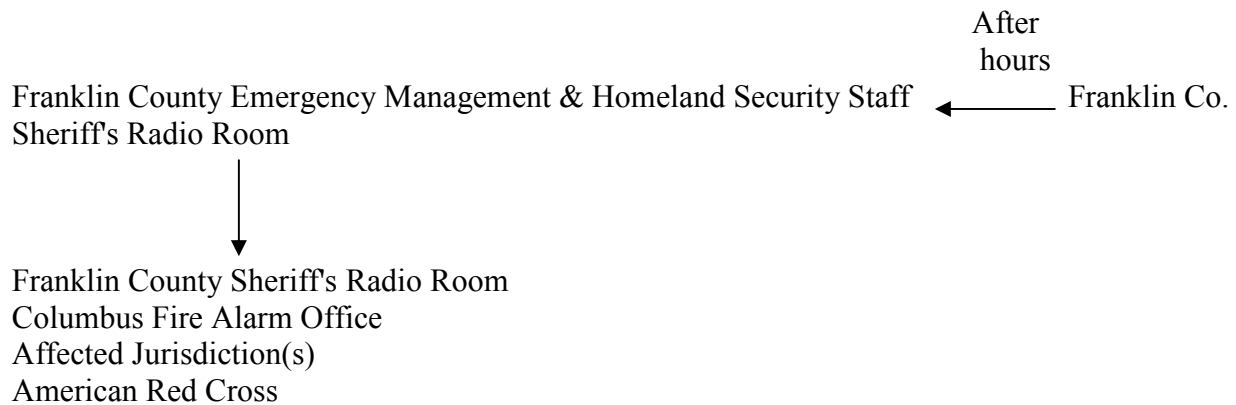 After
hours
Franklin County Emergency Management & Homeland Security Staff Franklin Co.
Sheriff's Radio Room
Franklin County Sheriff's Radio Room
Columbus Fire Alarm Office
Affected Jurisdiction(s)
American Red Cross